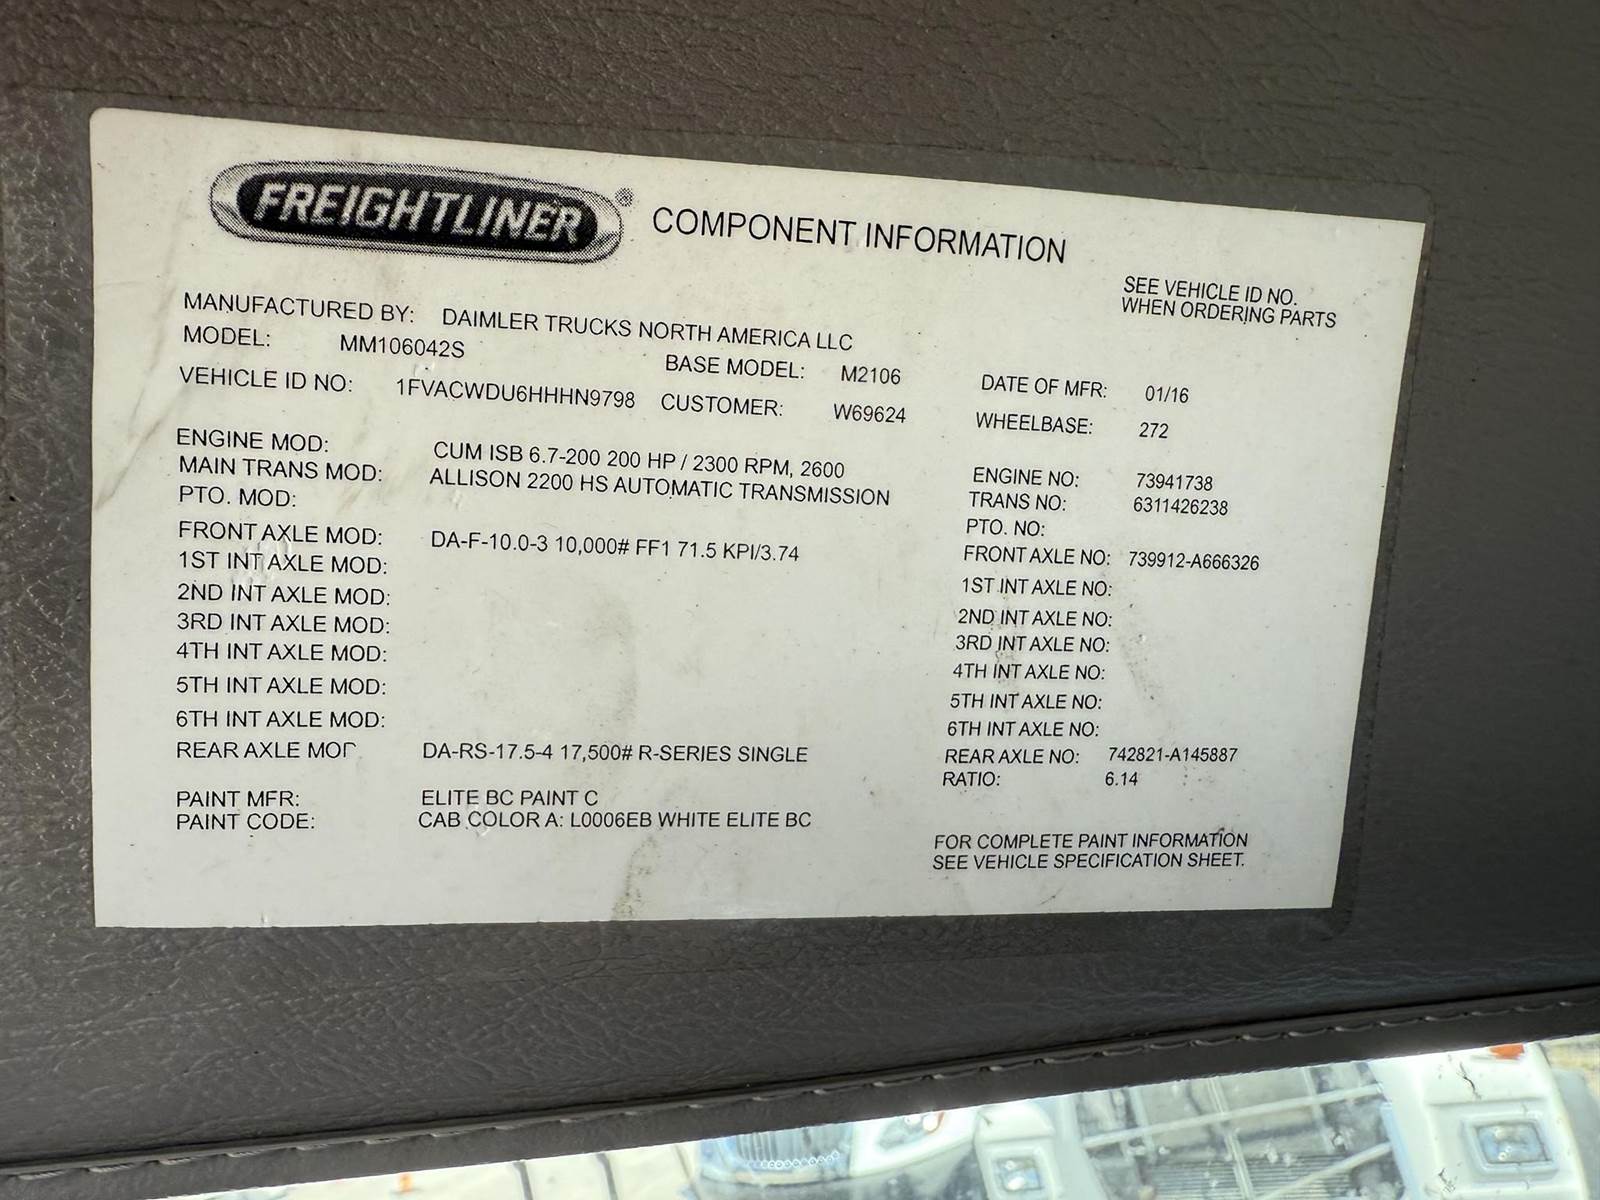 FREIGHTLINER® COMPONENT INFORMATION
SEE VEHICLE ID NO.
WHEN ORDERING PARTS
MANUFACTURED BY: DAIMLER TRUCKS NORTH AMERICA LLC
MODEL: MM106042S BASE MODEL: M2106 DATE OF MFR: 01/16
VEHICLE ID NO: 1FVACWDU6HHHN9798 CUSTOMER: W69624 WHEELBASE: 272
ENGINE MOD: CUM ISB 6.7-200 200 HP / 2300 RPM, 2600 ENGINE NO: 73941738
MAIN TRANS MOD: ALLISON 2200 HS AUTOMATIC TRANSMISSION TRANS NO: 6311426238
PTO. MOD: PTO. NO:
FRONT AXLE MOD: DA-F-10.0-3 10,000# FF1 71.5 KPI/3.74 FRONT AXLE NO: 739912-A666326
1ST INT AXLE MOD: 1ST INT AXLE NO:
2ND INT AXLE MOD: 2ND INT AXLE NO:
3RD INT AXLE MOD: 3RD INT AXLE NO:
4TH INT AXLE MOD: 4TH INT AXLE NO:
5TH INT AXLE MOD: 5TH INT AXLE NO:
6TH INT AXLE MOD: 6TH INT AXLE NO:
REAR AXLE MOD DA-RS-17.5-4 17,500# R-SERIES SINGLE REAR AXLE NO: 742821-A145887
RATIO: 6.14
PAINT MFR: ELITE BC PAINT C
PAINT CODE: CAB COLOR A: L0006EB WHITE ELITE BC
FOR COMPLETE PAINT INFORMATION
SEE VEHICLE SPECIFICATION SHEET.